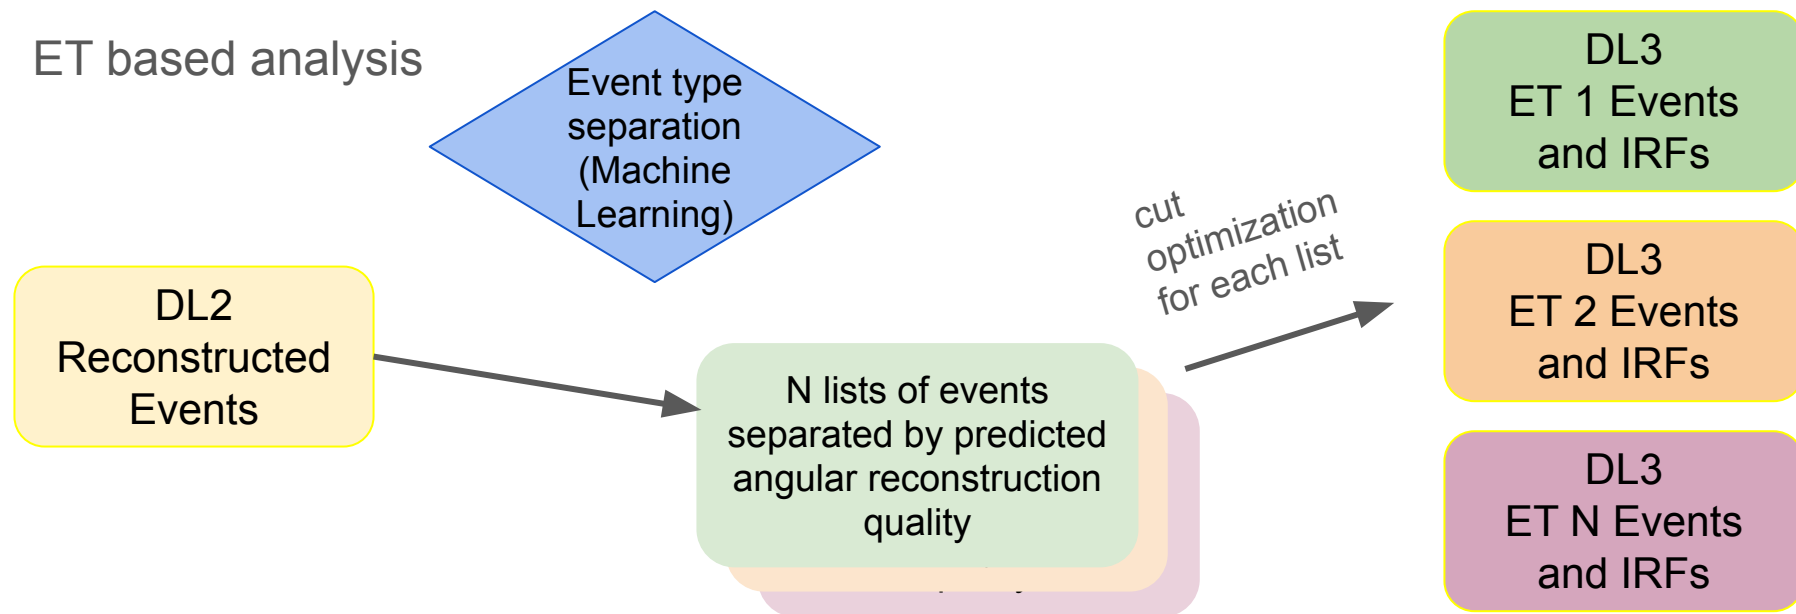 ET based analysis
Event type
separation
(Machine
Learning)
DL2
Reconstructed
Events
N lists of events
separated by predicted
angular reconstruction
quality
cut
optimization
for each list
DL3
ET 1 Events
and IRFs
DL3
ET 2 Events
and IRFs
DL3
ET N Events
and IRFs